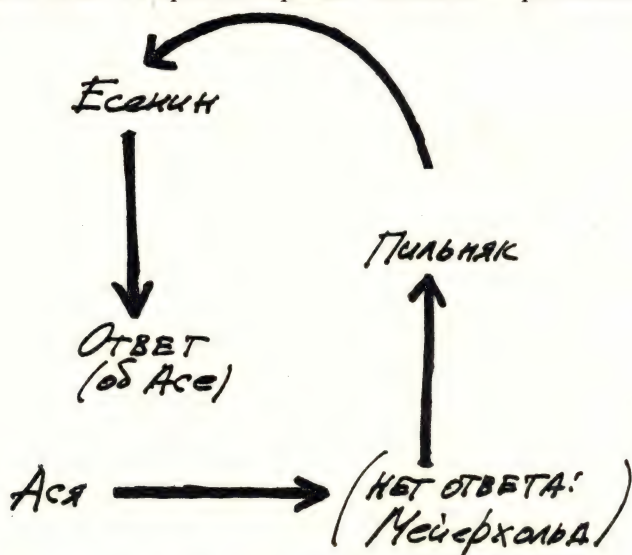 Есенин
Пильняк
Ответ
(об Асе)
Ася
(нет ответа:
Мейерхольд)